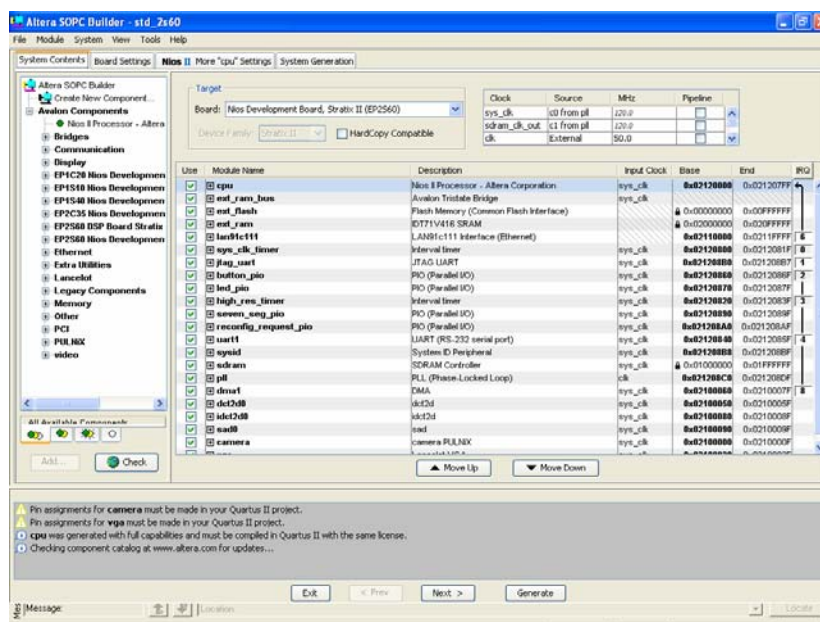 Altera SOPC Builder - std_2s60
File Module System View Tools Help
System Contents Board Settings Nios II More "cpu" Settings System Generation
Altera SOPC Builder
Create New Component...
Avalon Components
Nios II Processor - Altera
Bridges
Communication
Display
EP1C20 Nios Developmen
EP1S10 Nios Developmen
EP1S40 Nios Developmen
EP2C35 Nios Developmen
EP2S60 DSP Board Stratix
EP2S60 Nios Developmen
Ethernet
Extra Utilities
Lancelot
Legacy Components
Memory
Other
PCI
PULNiX
video
All Available Components
Add... Check
Target
Board: Nios Development Board, Stratix II (EP2S60)
Device Family: Stratix II HardCopy Compatible
Clock Source MHz Pipeline
sys_clk c0 from pll 120.0
sdram_clk_out c1 from pll 120.0
clk External 50.0
Use Module Name Description Input Clock Base End IRQ
cpu Nios II Processor - Altera Corporation sys_clk 0x02120000 0x021207FF
ext_ram_bus Avalon Tristate Bridge sys_clk
ext_flash Flash Memory (Common Flash Interface) 0x00000000 0x00FFFFFF
ext_ram IDT71V416 SRAM 0x02000000 0x020FFFFF
lan91c111 LAN91c111 Interface (Ethernet) 0x02110000 0x0211FFFF 6
sys_clk_timer Interval timer sys_clk 0x02120800 0x0212081F 0
jtag_uart JTAG UART sys_clk 0x021208B0 0x021208B7 1
button_pio PIO (Parallel I/O) sys_clk 0x02120860 0x0212086F 2
led_pio PIO (Parallel I/O) sys_clk 0x02120870 0x0212087F
high_res_timer Interval timer sys_clk 0x02120820 0x0212083F 3
seven_seg_pio PIO (Parallel I/O) sys_clk 0x02120890 0x0212089F
reconfig_request_pio PIO (Parallel I/O) sys_clk 0x021208A0 0x021208AF
uart1 UART (RS-232 serial port) sys_clk 0x02120840 0x0212085F 4
sysid System ID Peripheral sys_clk 0x021208B8 0x021208BF
sdram SDRAM Controller sys_clk 0x01000000 0x01FFFFFF
pll PLL (Phase-Locked Loop) clk 0x021208C0 0x021208DF
dma1 DMA sys_clk 0x02100060 0x0210007F 8
dct2d0 dct2d sys_clk 0x02100050 0x0210005F
idct2d0 idct2d sys_clk 0x02100080 0x0210008F
sad0 sad sys_clk 0x02100090 0x0210009F
camera camera PULNiX sys_clk 0x02100000 0x0210000F
Move Up Move Down
Pin assignments for camera must be made in your Quartus II project.
Pin assignments for vga must be made in your Quartus II project.
cpu was generated with full capabilities and must be compiled in Quartus II with the same license.
Checking component catalog at www.altera.com for updates...
Exit < Prev Next > Generate
Mes Message: Location: Locate